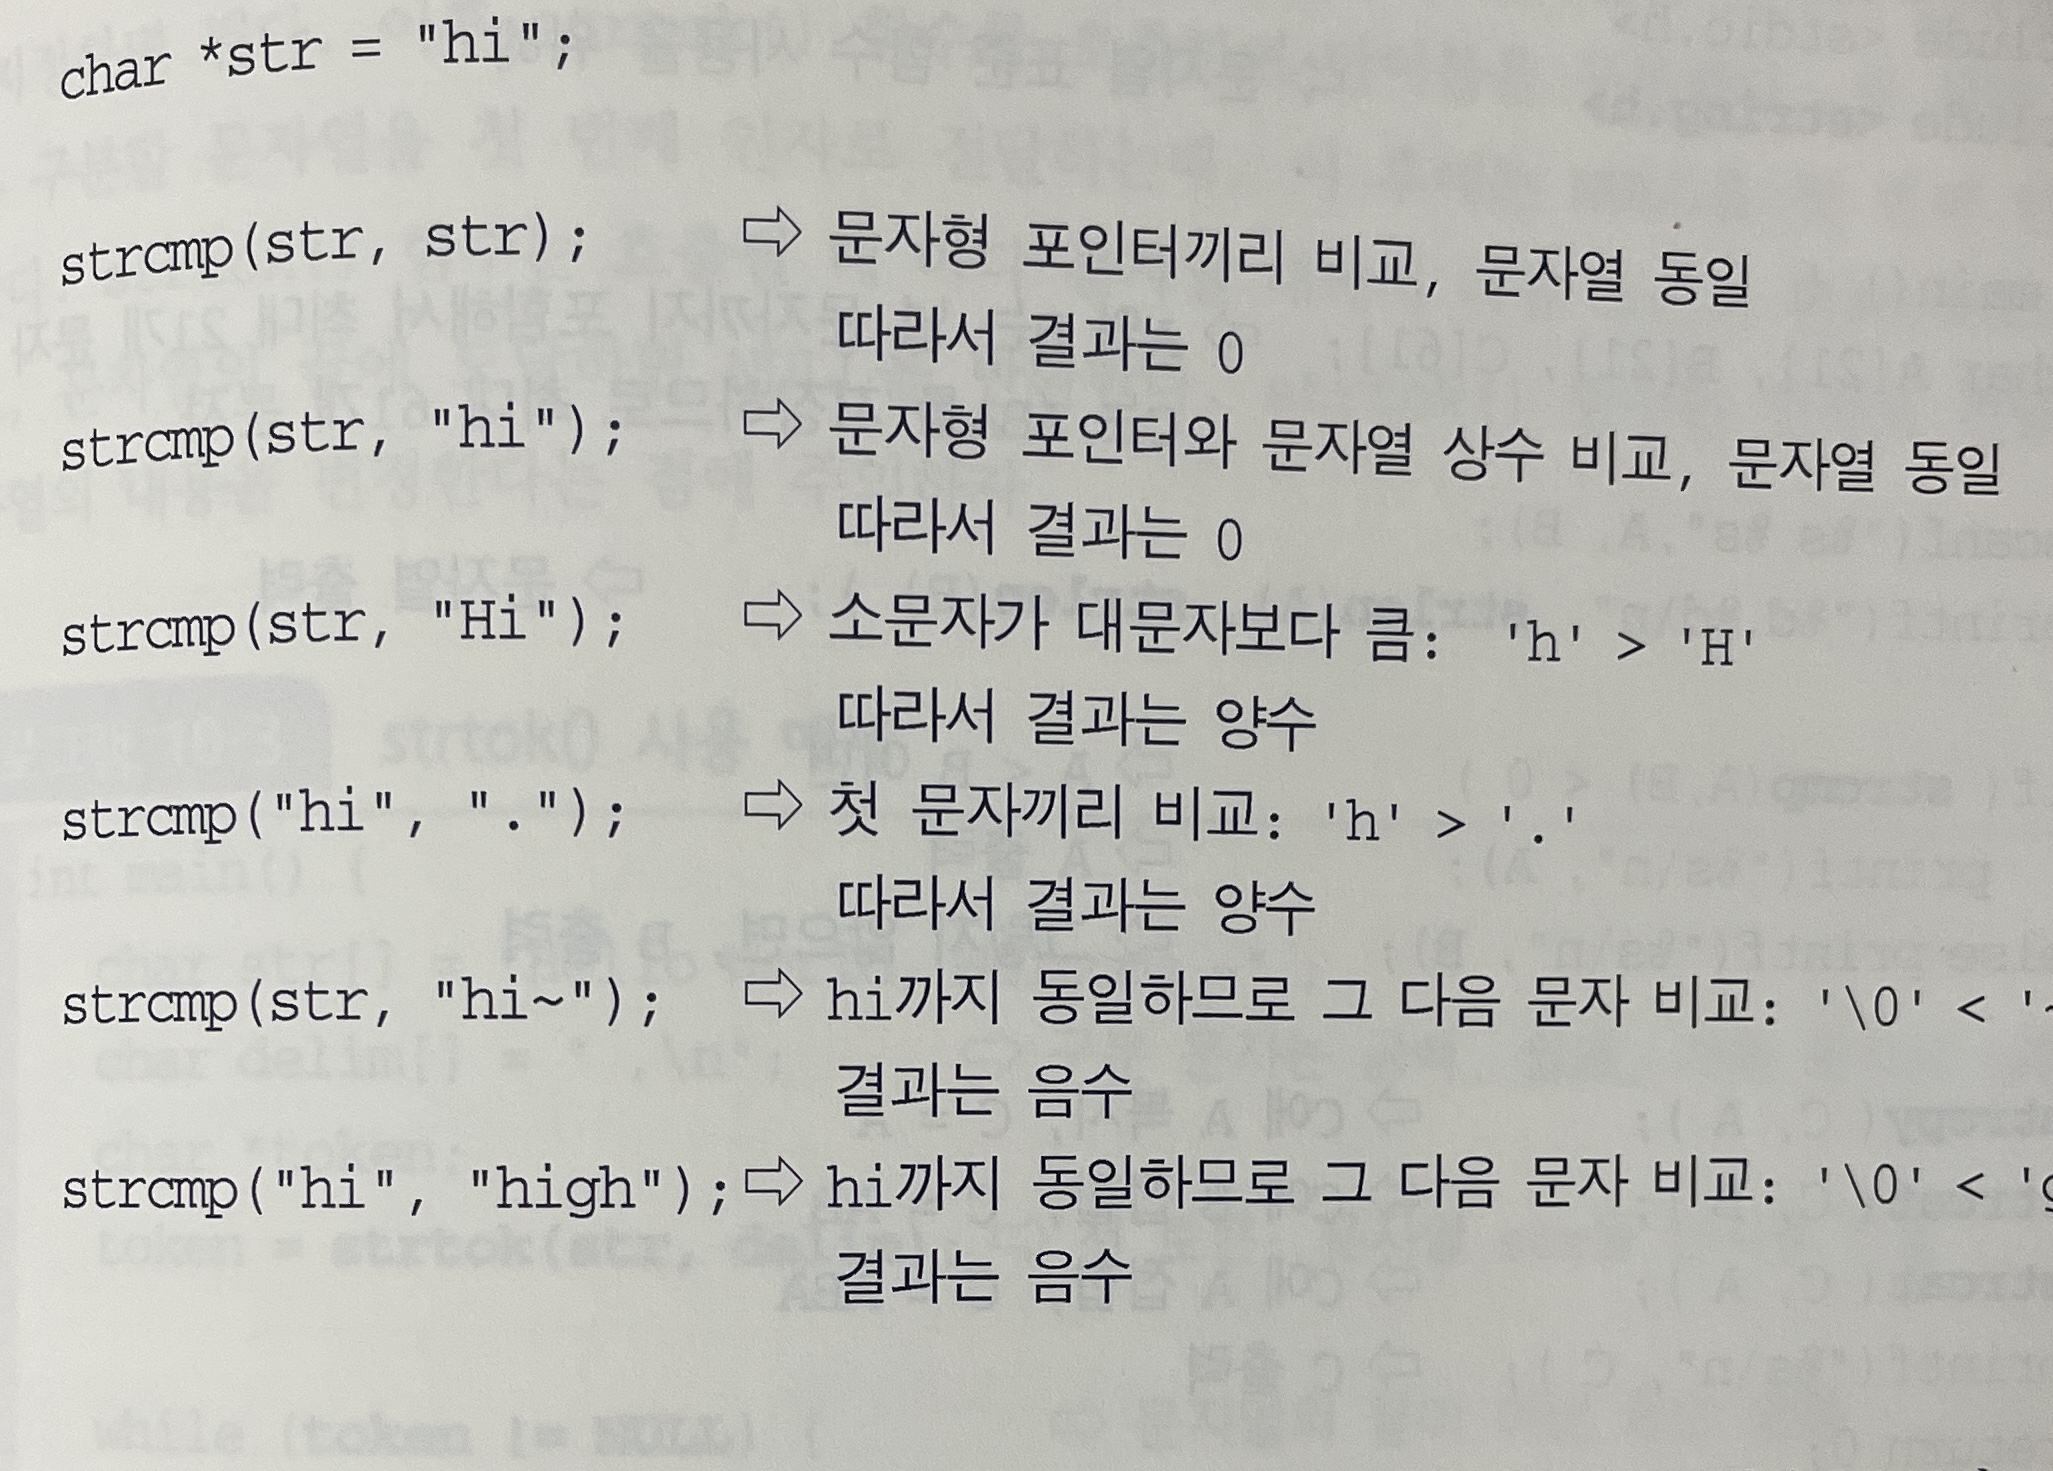 char *str = "hi";
strcmp(str, str); ⇨ 문자형 포인터끼리 비교, 문자열 동일
따라서 결과는 0
strcmp(str, "hi"); ⇨ 문자형 포인터와 문자열 상수 비교, 문자열 동일
따라서 결과는 0
strcmp(str, "Hi"); ⇨ 소문자가 대문자보다 큼: 'h' > 'H'
따라서 결과는 양수
strcmp("hi", "."); ⇨ 첫 문자끼리 비교: 'h' > '.'
따라서 결과는 양수
strcmp(str, "hi~"); ⇨ hi까지 동일하므로 그 다음 문자 비교: '\0' <
결과는 음수
strcmp("hi", "high"); ⇨ hi까지 동일하므로 그 다음 문자 비교: '\0' < 'g
결과는 음수